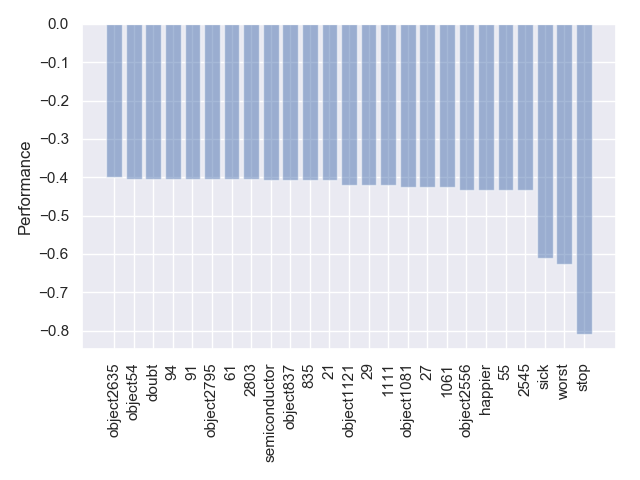 0.0
−0.1
−0.2
−0.3
−0.4
−0.5
−0.6
−0.7
−0.8
Performance
object2635
object54
doubt
94
91
object2795
61
2803
semiconductor
object837
835
21
object1121
29
1111
object1081
27
1061
object2556
happier
55
2545
sick
worst
stop